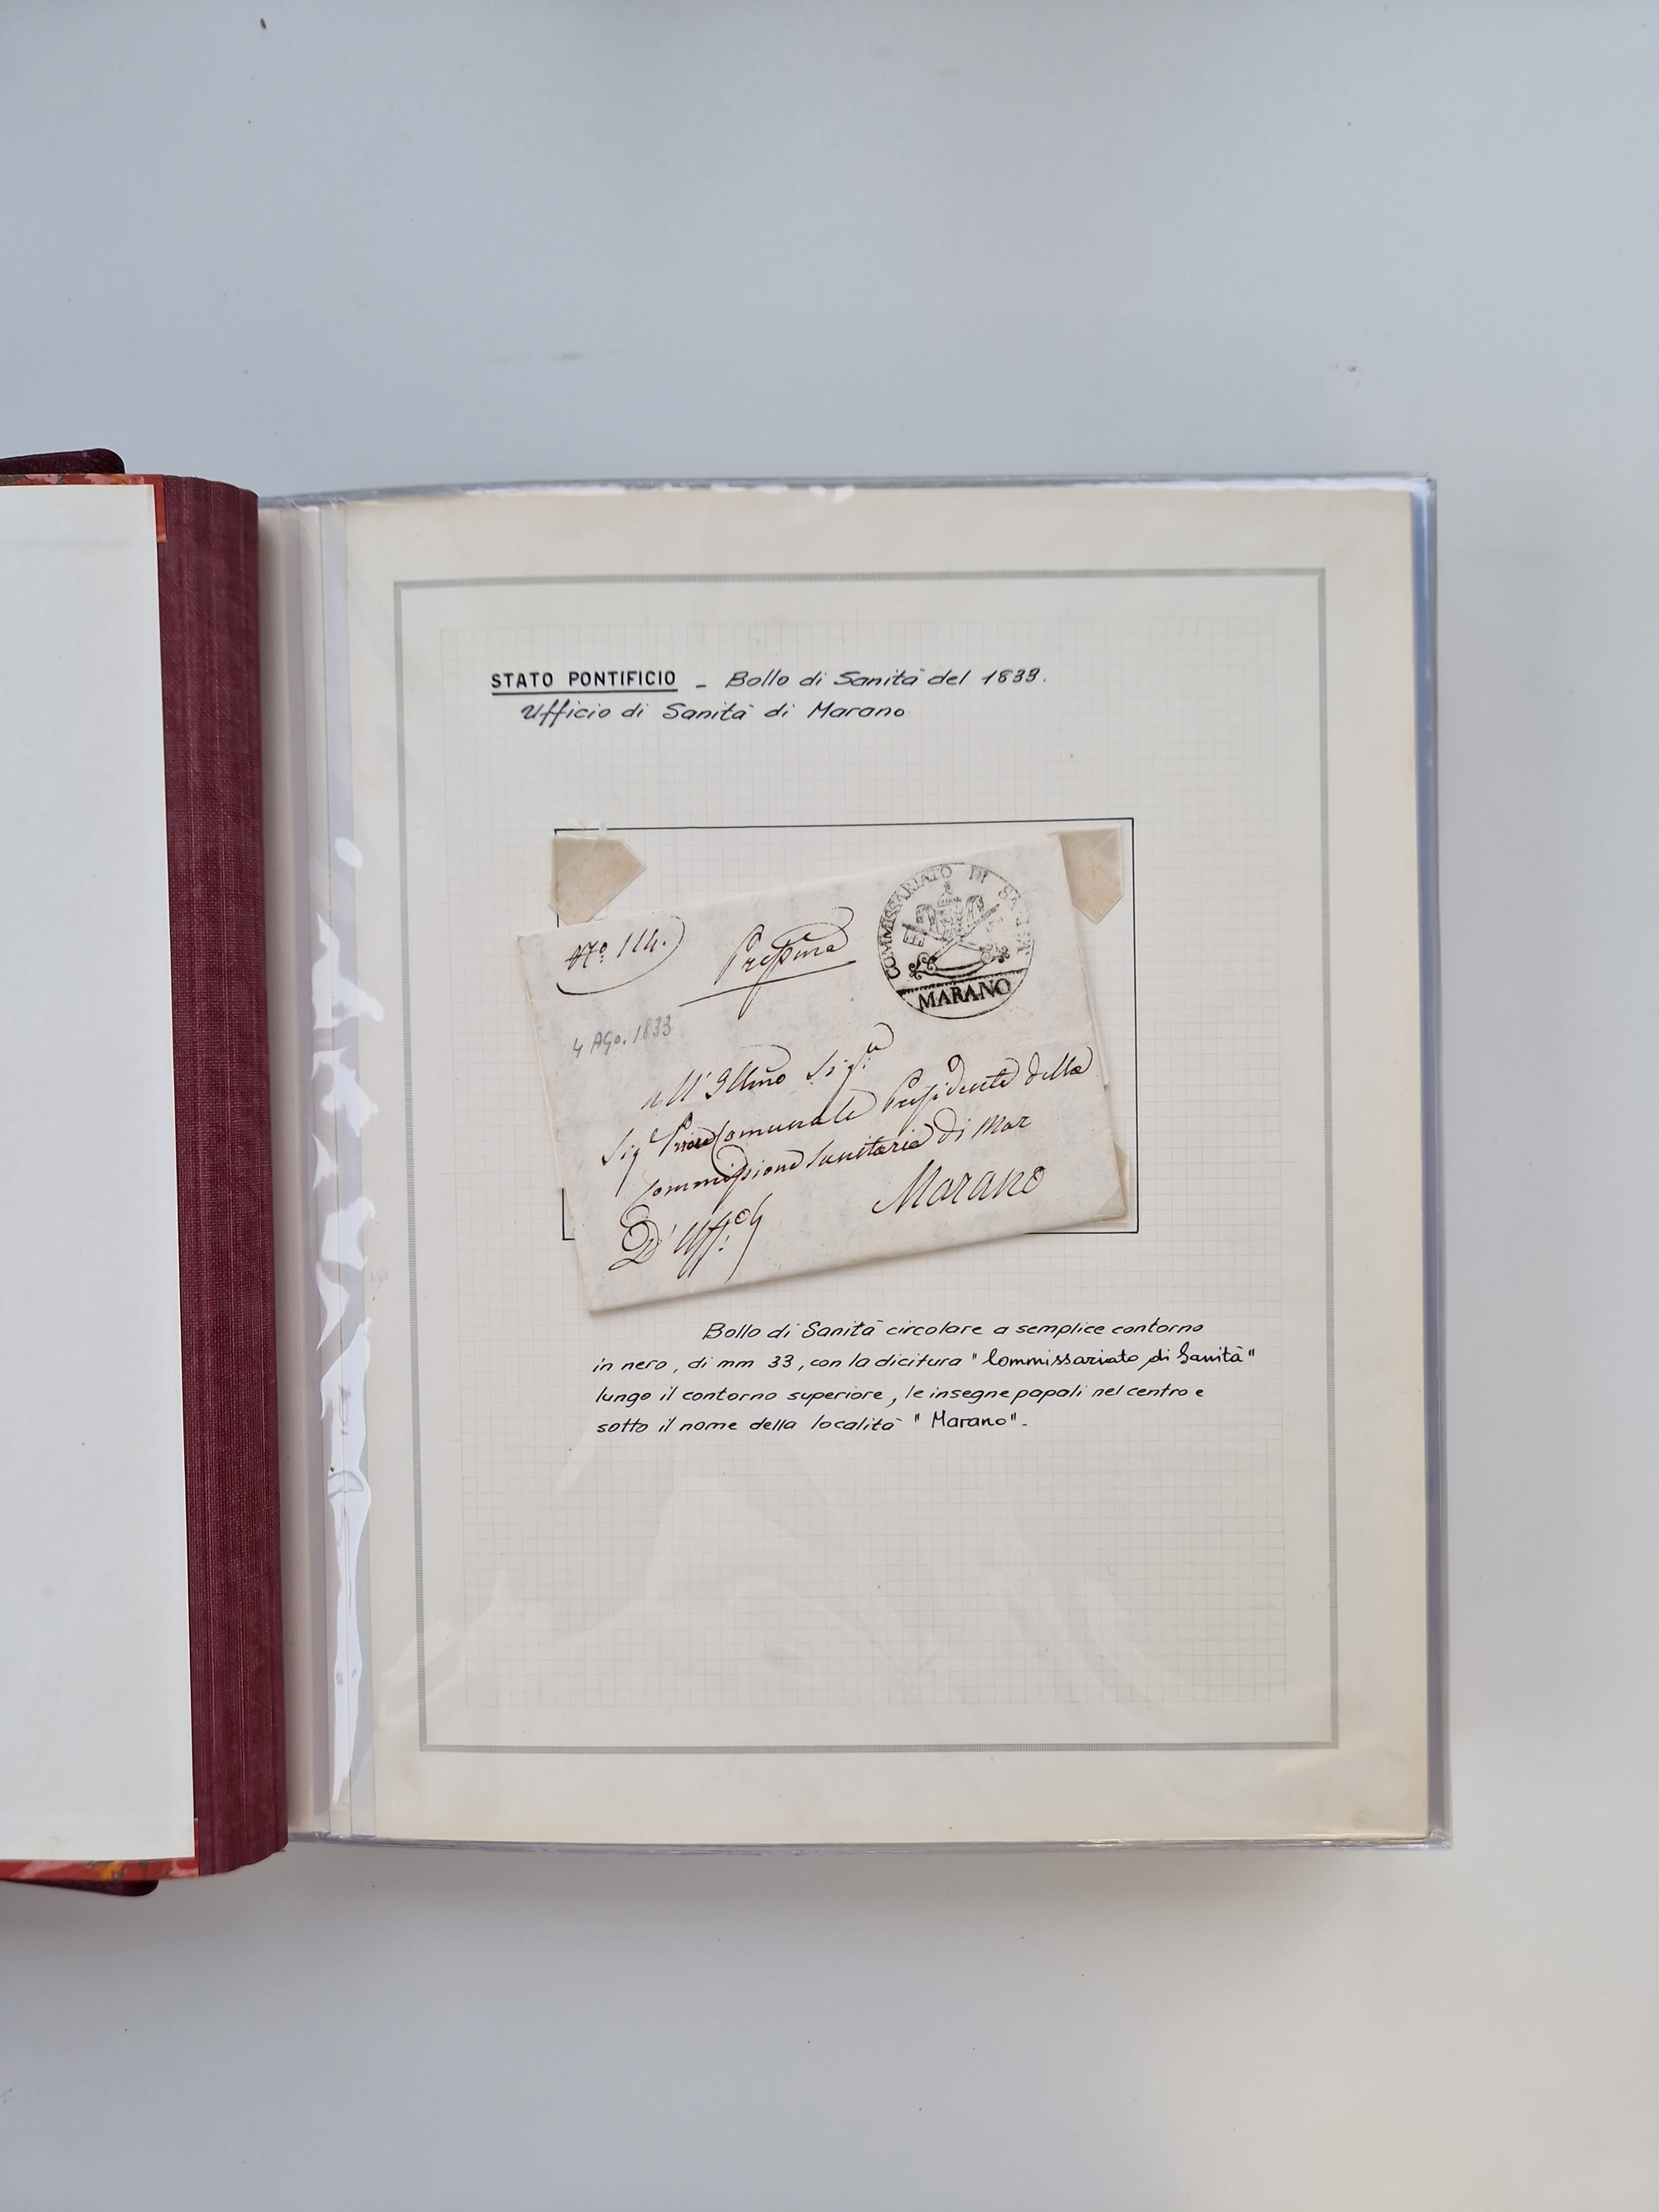 STATO PONTIFICIO - Bollo di Sanità del 1833.
Ufficio di Sanità di Marano
COMMISSARIATO DI SANITÀ
MARANO
N.° 114.
Pressma
4 Ago. 1833
All'Illmo Sig.r
Sig.r Priore Comunale Presidente della
Commissione Sanitaria di Mar
Marano
D'Uff.o
Bollo di Sanità circolare a semplice contorno
in nero, di mm 33, con la dicitura "Commissariato di Sanità"
lungo il contorno superiore, le insegne papali nel centro e
sotto il nome della località "Marano".